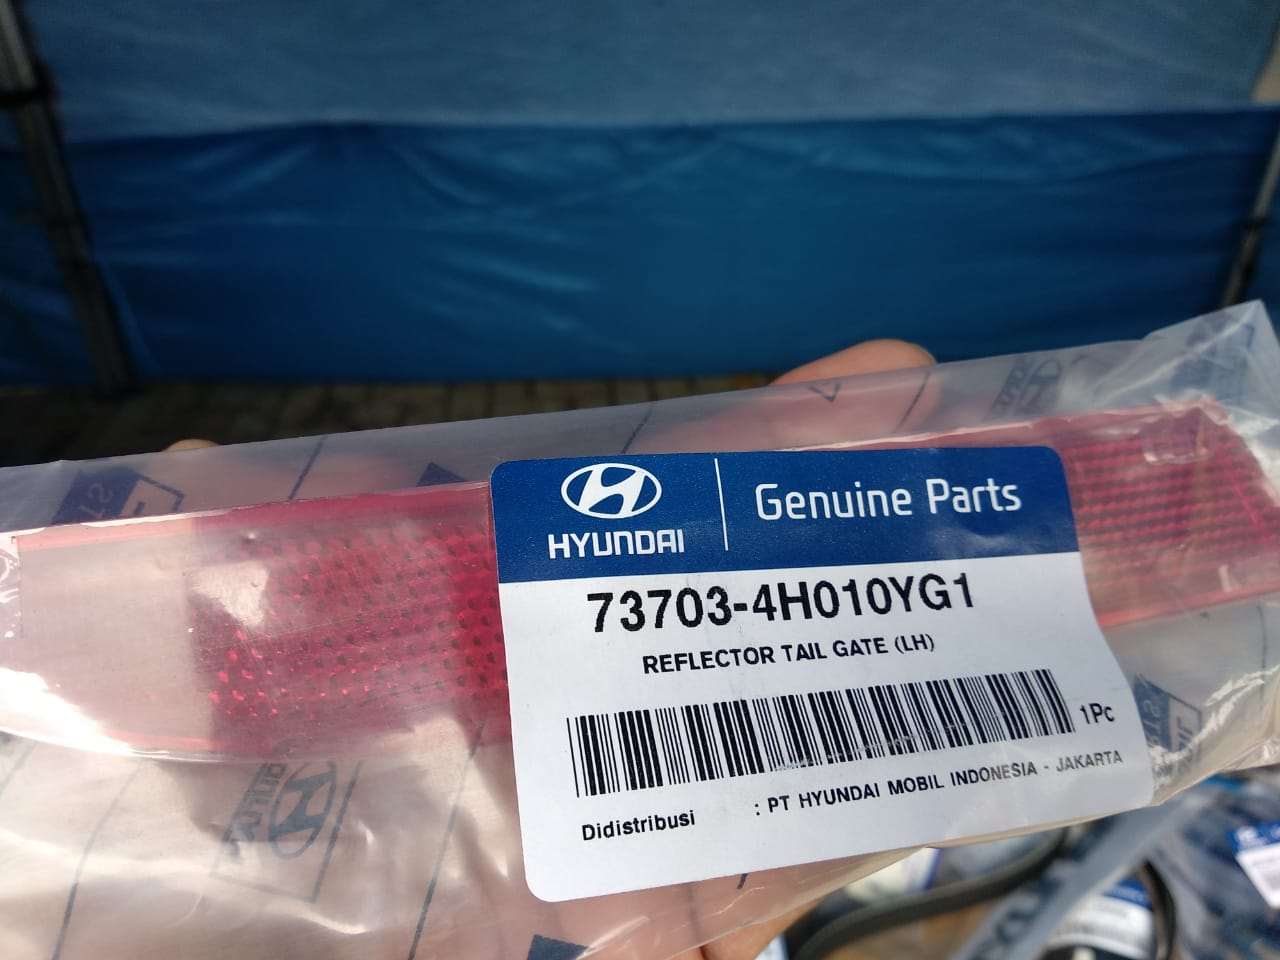 HYUNDAI
Genuine Parts
73703-4H010YG1
REFLECTOR TAIL GATE (LH)
1Pc
Didistribusi : PT HYUNDAI MOBIL INDONESIA - JAKARTA